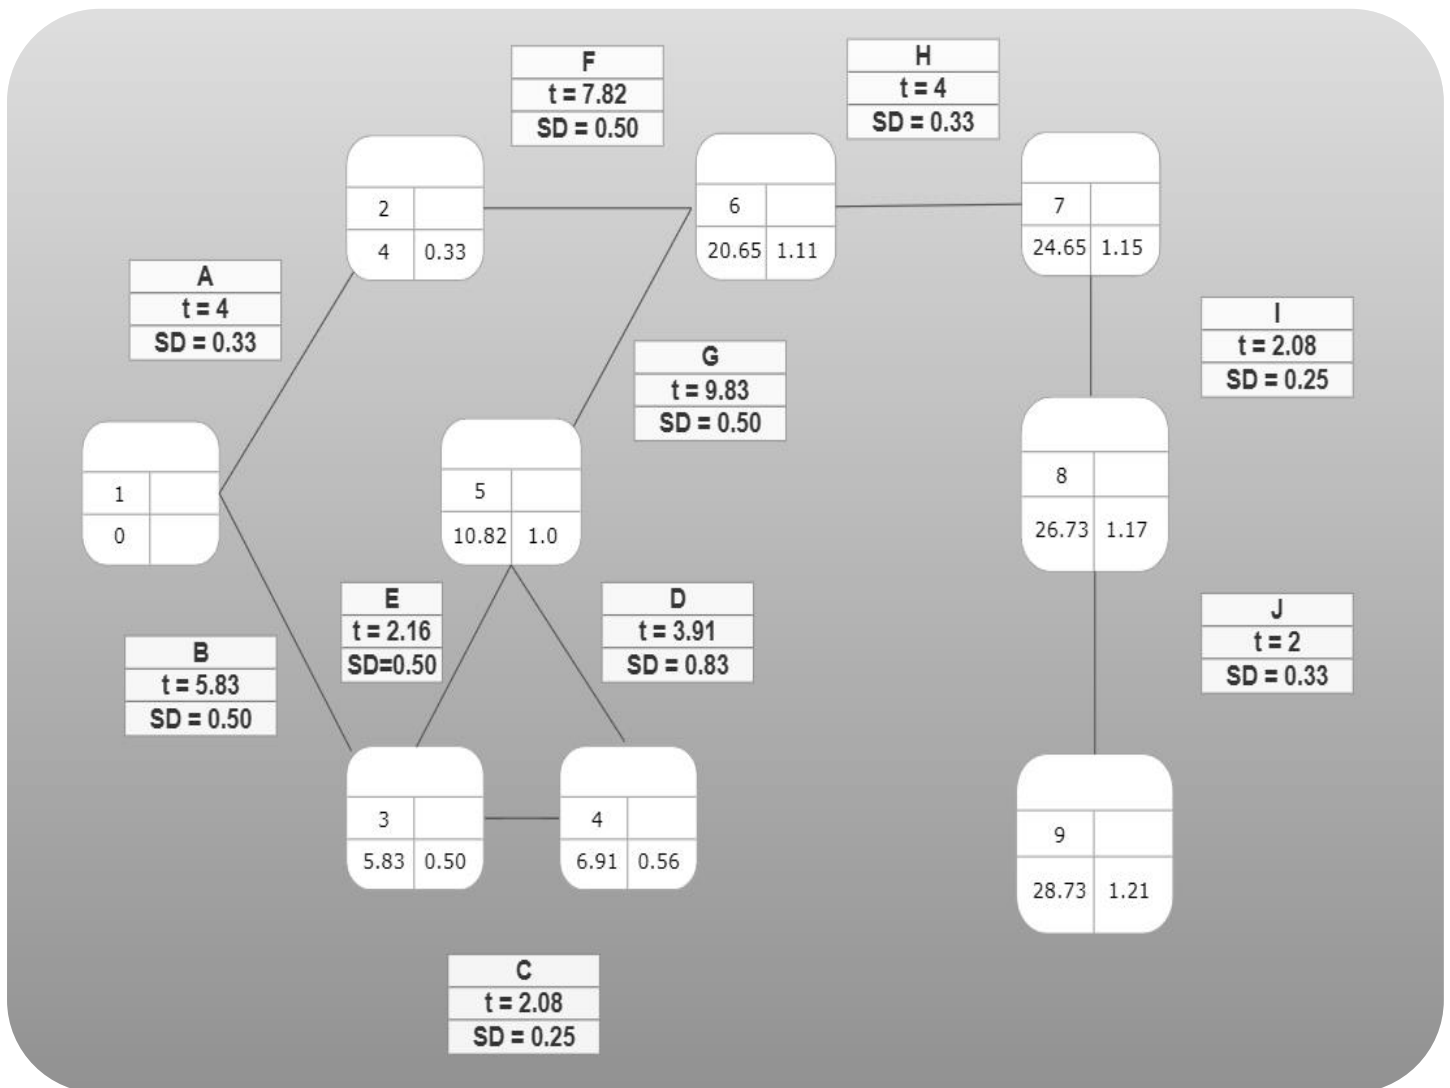 F
t = 7.82
SD = 0.50
H
t = 4
SD = 0.33
2
4 0.33
6
20.65 1.11
7
24.65 1.15
A
t = 4
SD = 0.33
I
t = 2.08
SD = 0.25
G
t = 9.83
SD = 0.50
1
0
5
10.82 1.0
8
26.73 1.17
E
t = 2.16
SD=0.50
D
t = 3.91
SD = 0.83
J
t = 2
SD = 0.33
B
t = 5.83
SD = 0.50
3
5.83 0.50
4
6.91 0.56
9
28.73 1.21
C
t = 2.08
SD = 0.25